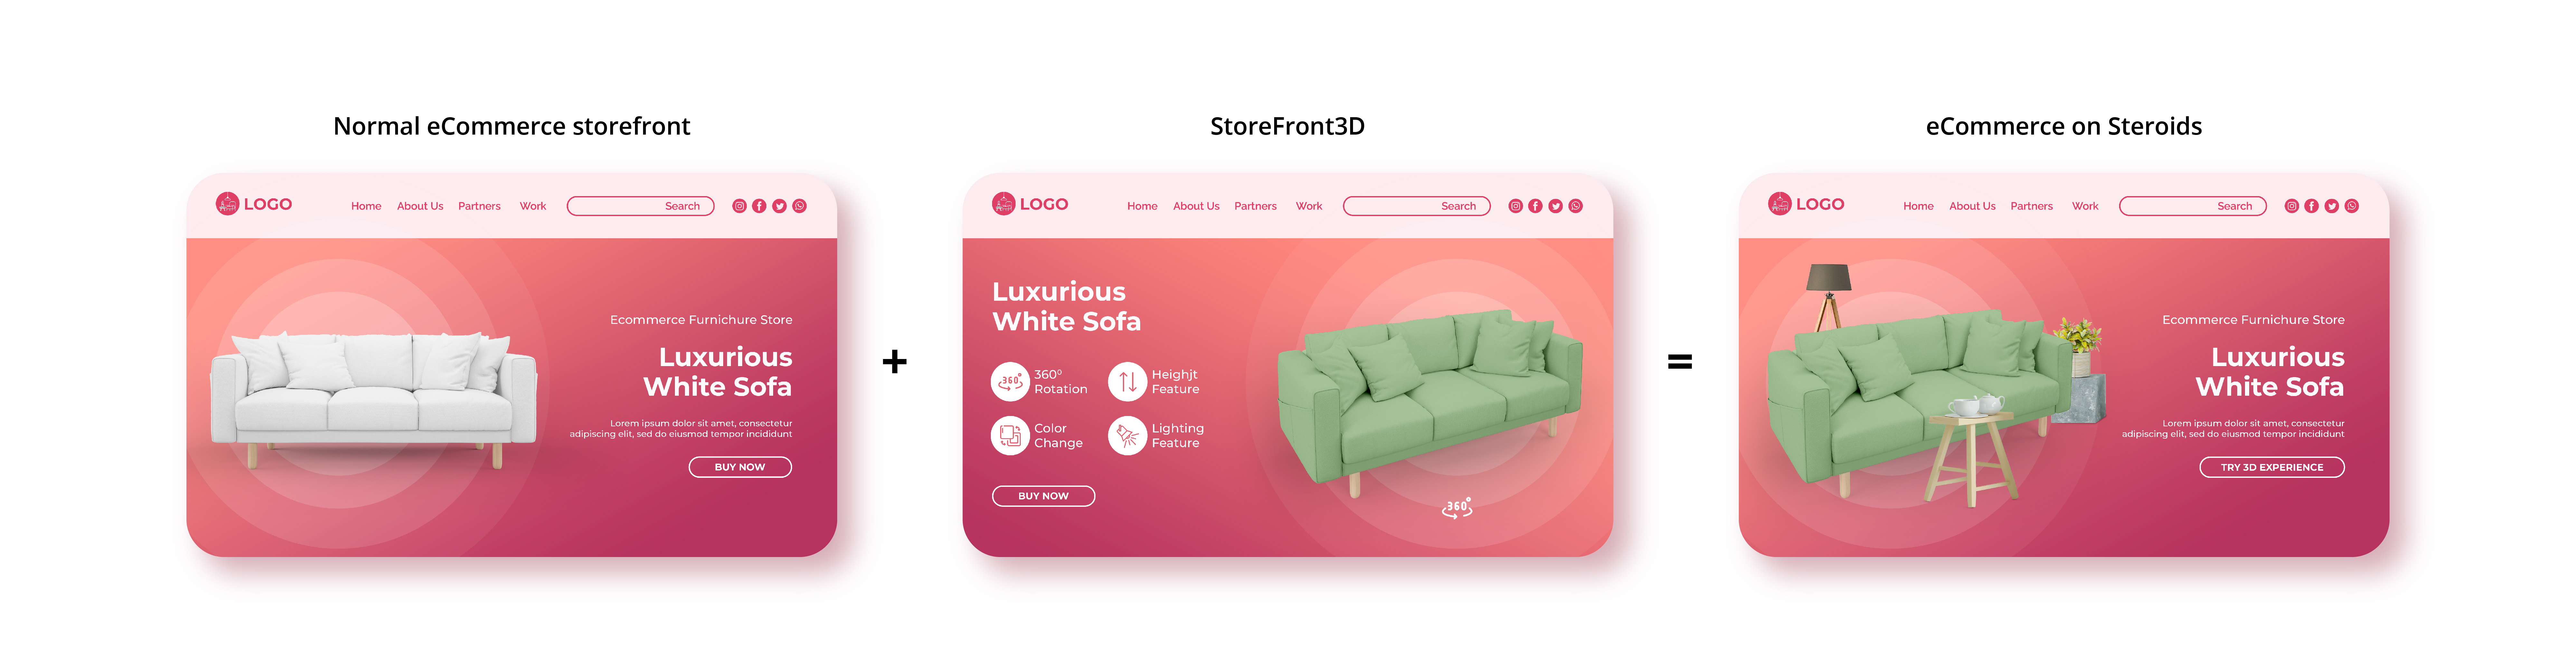 Normal eCommerce storefront
LOGO
Home About Us Partners Work Search
Ecommerce Furnichure Store
Luxurious
White Sofa
Lorem ipsum dolor sit amet, consectetur
adipiscing elit, sed do eiusmod tempor incididunt
BUY NOW
+
StoreFront3D
LOGO
Home About Us Partners Work Search
Luxurious
White Sofa
360°
360⁰
Rotation
Heighjt
Feature
Color
Change
Lighting
Feature
BUY NOW
360°
=
eCommerce on Steroids
LOGO
Home About Us Partners Work Search
Ecommerce Furnichure Store
Luxurious
White Sofa
Lorem ipsum dolor sit amet, consectetur
adipiscing elit, sed do eiusmod tempor incididunt
TRY 3D EXPERIENCE